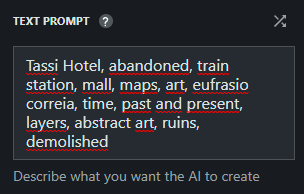 TEXT PROMPT ?
Tassi Hotel, abandoned, train
station, mall, maps, art, eufrasio
correia, time, past and present,
layers, abstract art, ruins,
demolished
Describe what you want the AI to create